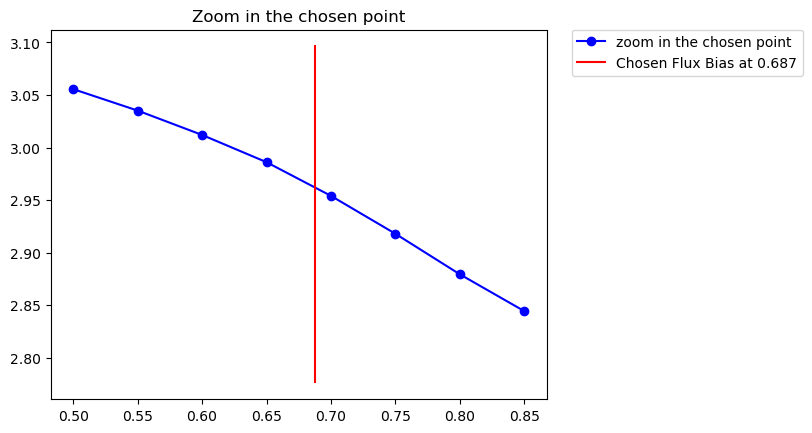 Zoom in the chosen point
zoom in the chosen point
Chosen Flux Bias at 0.687
3.10
3.05
3.00
2.95
2.90
2.85
2.80
0.50 0.55 0.60 0.65 0.70 0.75 0.80 0.85